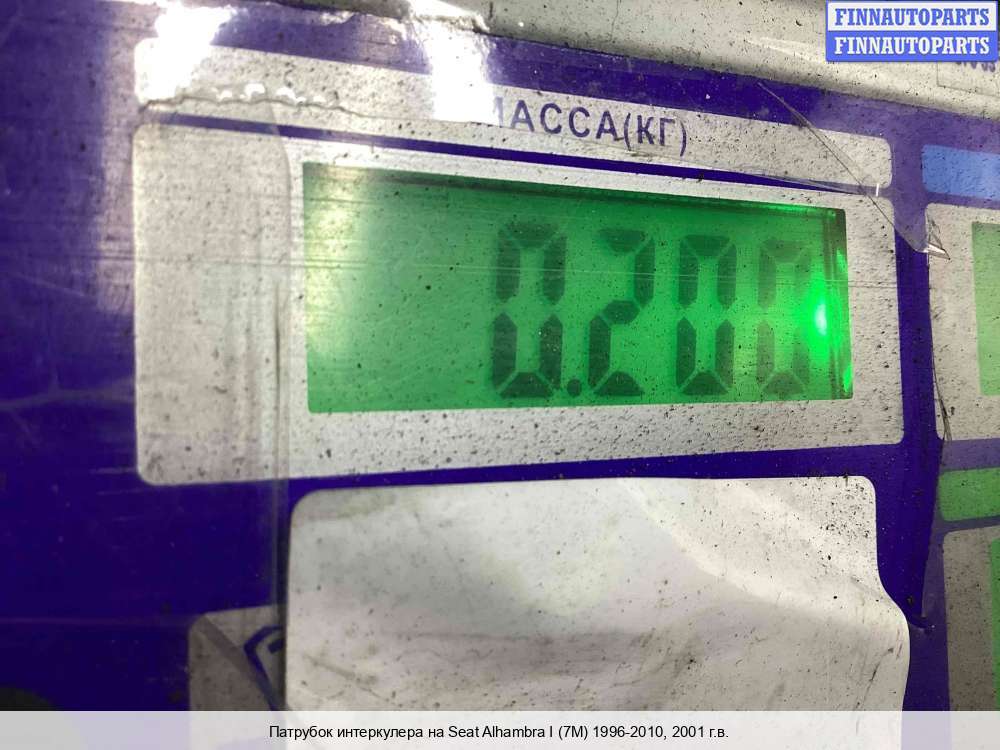 FINNAUTOPARTS
FINNAUTOPARTS
МАССА(КГ)
0.200
Патрубок интеркулера на Seat Alhambra I (7M) 1996-2010, 2001 г.в.